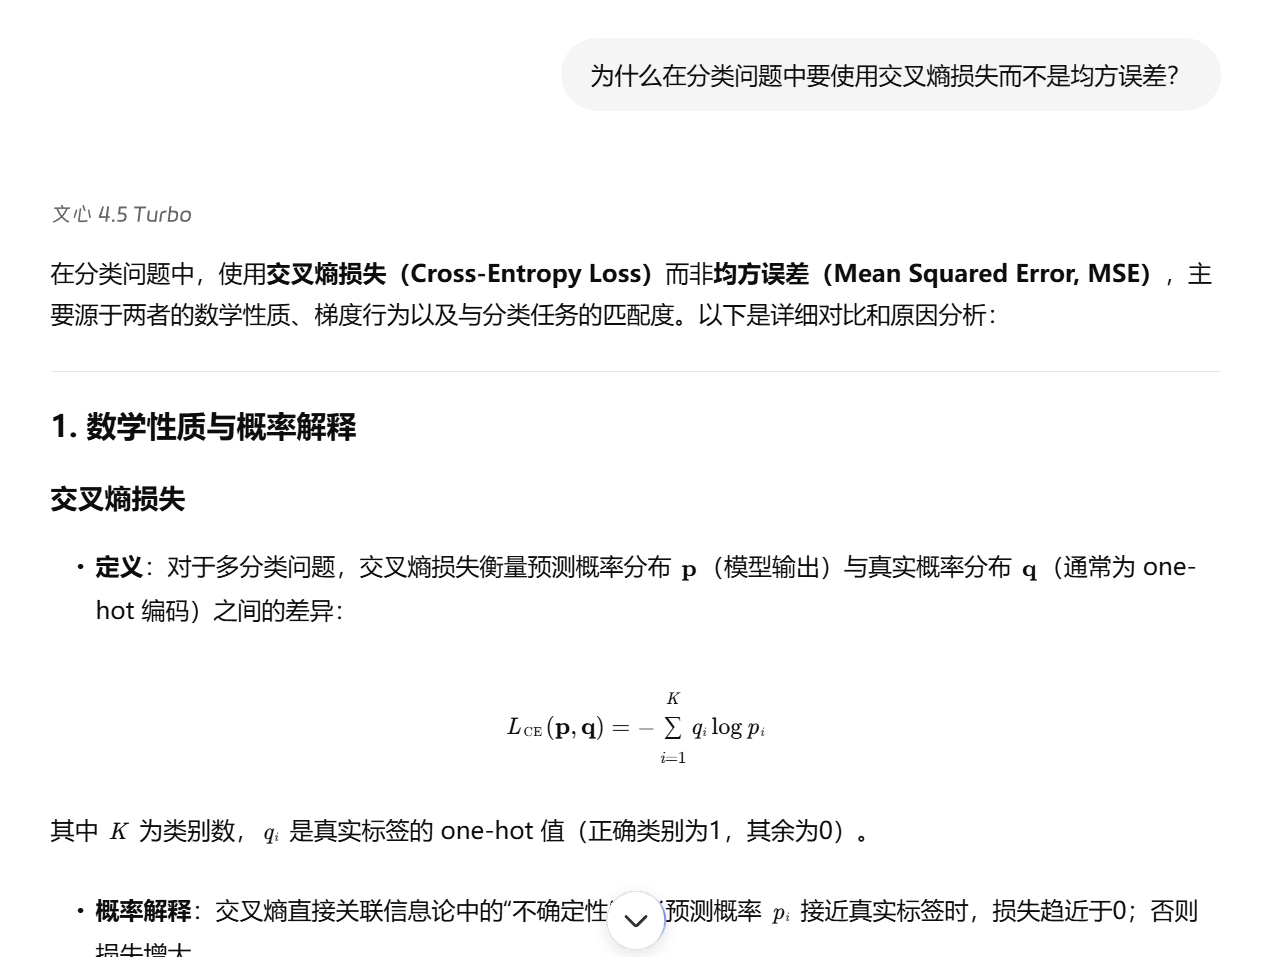 为什么在分类问题中要使用交叉熵损失而不是均方误差？
文心 4.5 Turbo
在分类问题中，使用交叉熵损失（Cross-Entropy Loss）而非均方误差（Mean Squared Error, MSE），主
要源于两者的数学性质、梯度行为以及与分类任务的匹配度。以下是详细对比和原因分析：
1. 数学性质与概率解释
交叉熵损失
• 定义：对于多分类问题，交叉熵损失衡量预测概率分布 p（模型输出）与真实概率分布 q（通常为 one-
hot 编码）之间的差异：
L_CE(p, q) = − ∑_{i=1}^{K} q_i log p_i
其中 K 为类别数，q_i 是真实标签的 one-hot 值（正确类别为1，其余为0）。
• 概率解释：交叉熵直接关联信息论中的“不确定性 预测概率 p_i 接近真实标签时，损失趋近于0；否则
损失增大